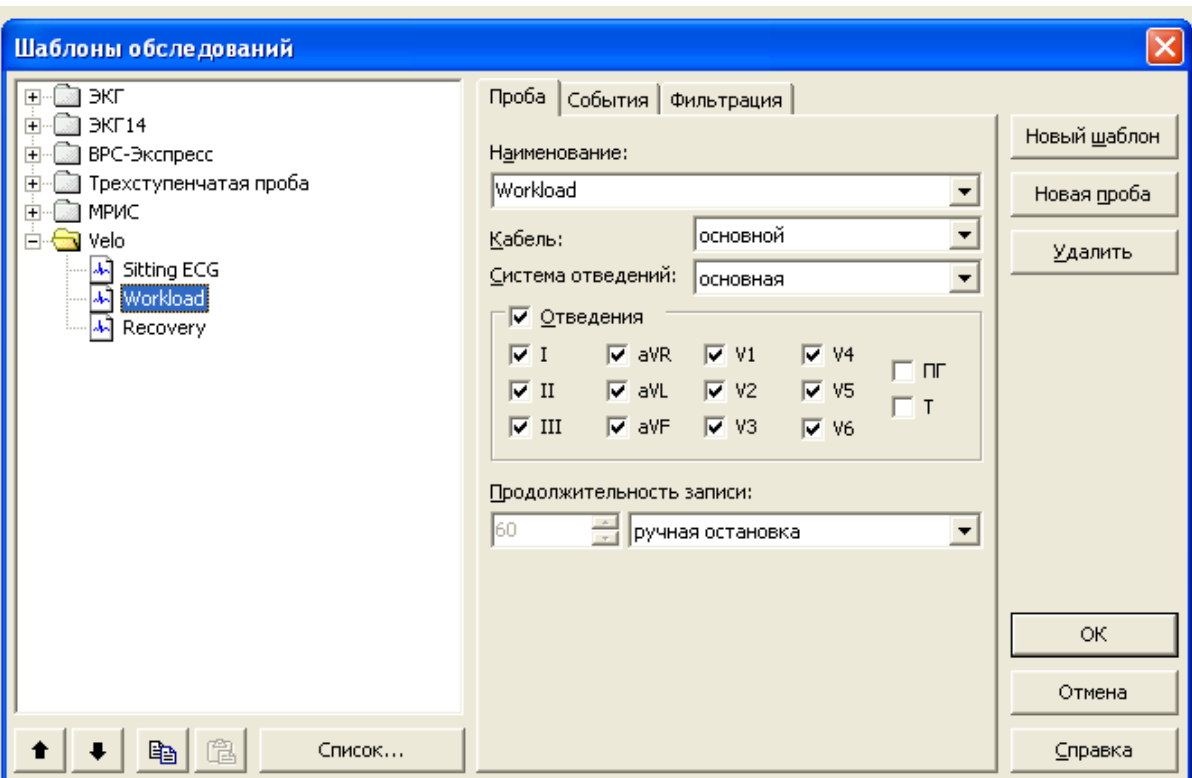 Шаблоны обследований
ЭКГ
ЭКГ14
ВРС-Экспресс
Трехступенчатая проба
МРИС
Velo
Sitting ECG
Workload
Recovery
Список...
Проба События Фильтрация
Наименование:
Workload
Кабель: основной
Система отведений: основная
Отведения
I aVR V1 V4 ПГ
II aVL V2 V5 Т
III aVF V3 V6
Продолжительность записи:
60 ручная остановка
Новый шаблон
Новая проба
Удалить
ОК
Отмена
Справка